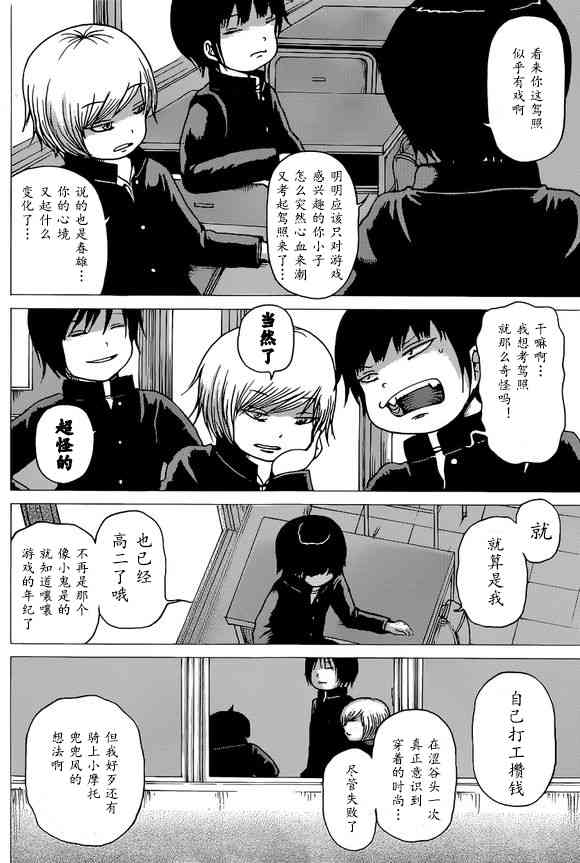 看来你这驾照
似乎有戏啊
明明应该只对游戏
感兴趣的你小子
怎么突然心血来潮
又考起驾照来了…
说的也是春雄…
你的心境
又起什么
变化了…
干嘛啊…
我想考驾照
就那么奇怪吗！
当然了
超怪的
就
就算是我
也已经
高二了哦
不再是那个
像小鬼是的
就知道嚷嚷
游戏的年纪了
自己打工攒钱
在涩谷头一次
真正意识到
穿着的时尚…
尽管失败了
但我好歹还有
骑上小摩托
兜兜风的
想法啊